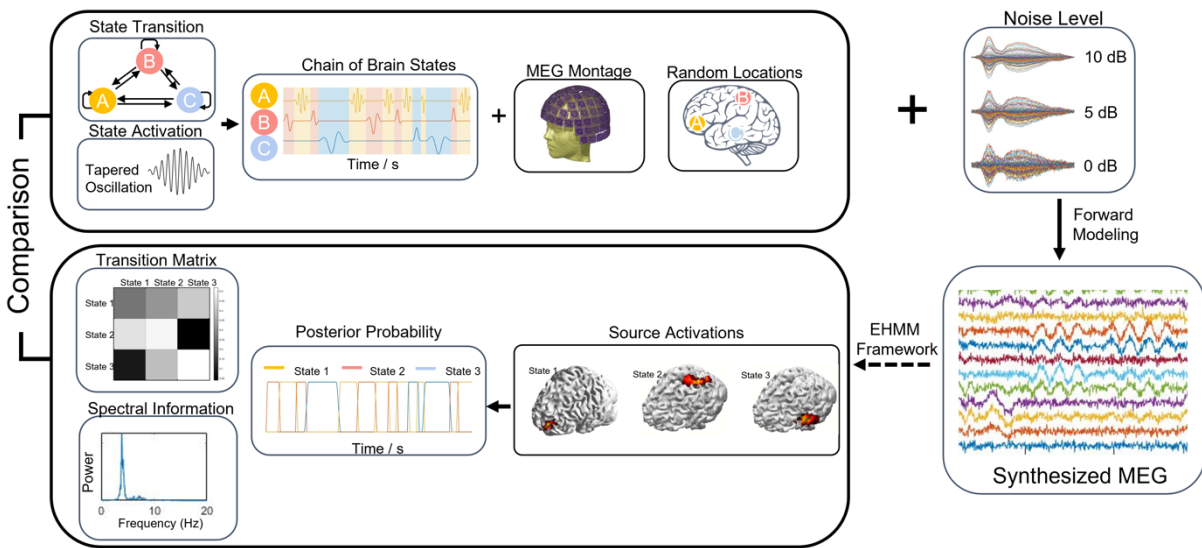 Comparison
State Transition
A
B
C
State Activation
Tapered
Oscillation
Chain of Brain States
A
B
C
Time / s
+
MEG Montage
Random Locations
A
B
C
+
Noise Level
10 dB
5 dB
0 dB
Forward
Modeling
Synthesized MEG
EHMM
Framework
Source Activations
State 1
State 2
State 3
Posterior Probability
State 1
State 2
State 3
Time / s
Transition Matrix
State 1 State 2 State 3
State 1
State 2
State 3
Spectral Information
Power
0 10 20
Frequency (Hz)